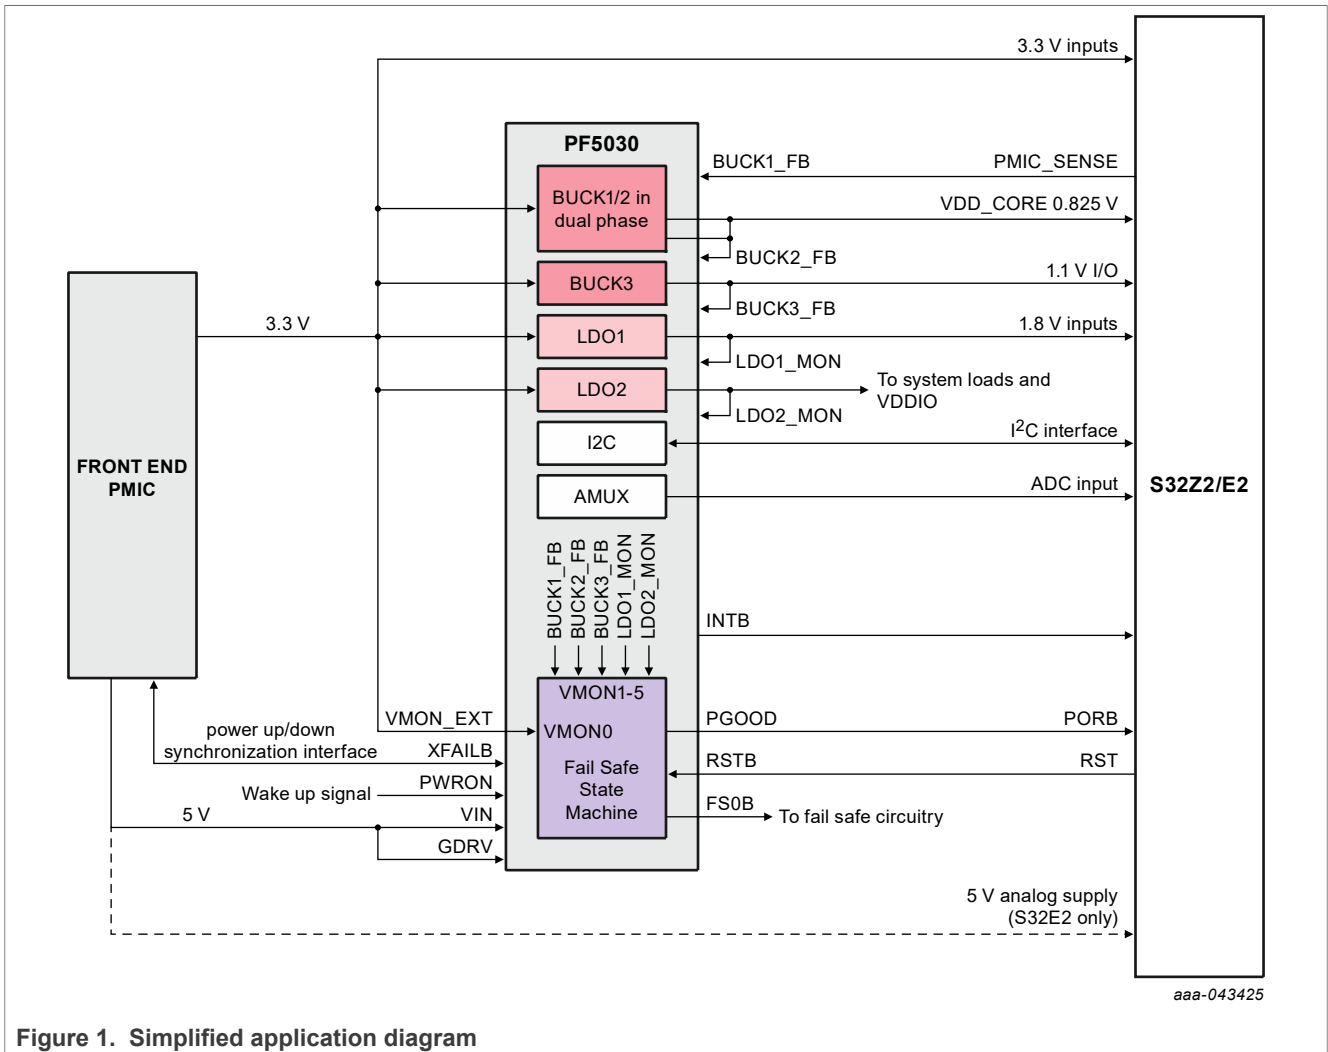 3.3 V inputs
PF5030
BUCK1/2 in
dual phase
BUCK1_FB
PMIC_SENSE
VDD_CORE 0.825 V
BUCK2_FB
BUCK3
1.1 V I/O
BUCK3_FB
3.3 V
LDO1
1.8 V inputs
LDO1_MON
LDO2
To system loads and
VDDIO
LDO2_MON
I2C
I2C interface
FRONT END
PMIC
AMUX
ADC input
S32Z2/E2
BUCK1_FB
BUCK2_FB
BUCK3_FB
LDO1_MON
LDO2_MON
INTB
VMON1-5
VMON_EXT
VMON0
PGOOD
PORB
power up/down
synchronization interface
XFAILB
Fail Safe
State
Machine
RSTB
RST
Wake up signal
PWRON
FS0B
To fail safe circuitry
5 V
VIN
GDRV
5 V analog supply
(S32E2 only)
aaa-043425
Figure 1. Simplified application diagram